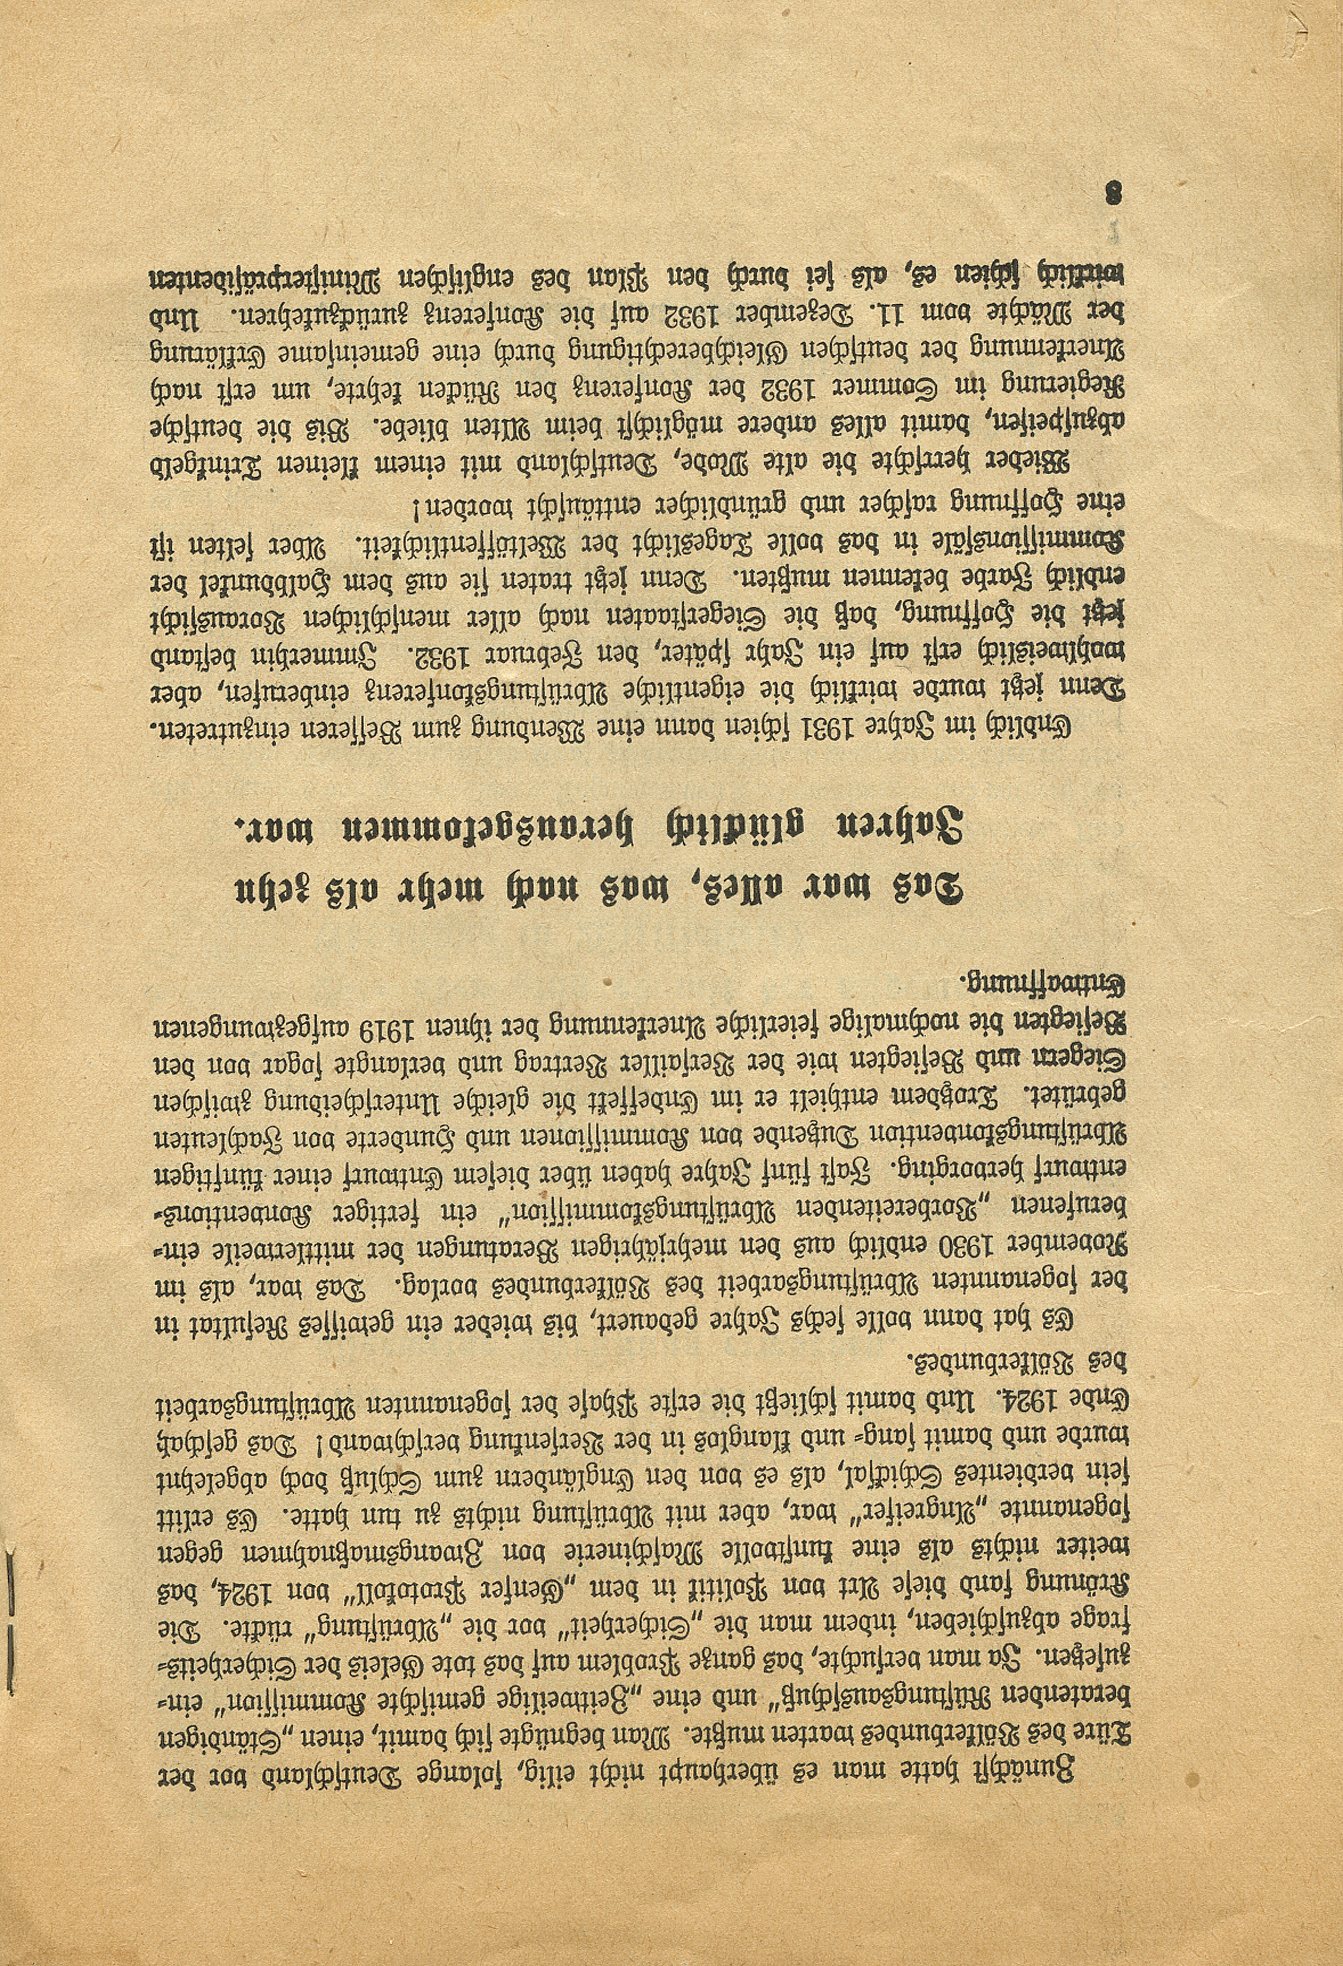 Zunächst hatte man es überhaupt nicht eilig, solange Deutschland vor der
Türe des Völkerbundes warten mußte. Man begnügte sich damit, einen „Ständigen
beratenden Rüstungsausschuß“ und eine „Zeitweilige gemischte Kommission“ ein-
zusetzen. Ja man versuchte, das ganze Problem auf das tote Geleis der Sicherheits-
frage abzuschieben, indem man die „Sicherheit“ vor die „Abrüstung“ rückte. Die
Krönung fand diese Art von Politik in dem „Genfer Protokoll“ von 1924, das
weiter nichts als eine kunstvolle Maschinerie von Zwangsmaßnahmen gegen
sogenannte „Angreifer“ war, aber mit Abrüstung nichts zu tun hatte. Es erlitt
sein verdientes Schicksal, als es von den Engländern zum Schluß doch abgelehnt
wurde und damit sang- und klanglos in der Versenkung verschwand! Das geschah
Ende 1924. Und damit schließt die erste Phase der sogenannten Abrüstungsarbeit
des Völkerbundes.
Es hat dann volle sechs Jahre gedauert, bis wieder ein gewisses Resultat in
der sogenannten Abrüstungsarbeit des Völkerbundes vorlag. Das war, als im
November 1930 endlich aus den mehrjährigen Beratungen der mittlerweile ein-
berufenen „Vorbereitenden Abrüstungskommission“ ein fertiger Konventions-
entwurf hervorging. Fast fünf Jahre haben über diesem Entwurf einer künftigen
Abrüstungskonvention Dutzende von Kommissionen und Hunderte von Fachleuten
gebrütet. Trotzdem enthielt er im Endeffekt die gleiche Unterscheidung zwischen
Siegern und Besiegten wie der Versailler Vertrag und verlangte sogar von den
Besiegten die nochmalige feierliche Anerkennung der ihnen 1919 aufgezwungenen
Entwaffnung.
Das war alles, was nach mehr als zehn
Jahren glücklich herausgekommen war.
Endlich im Jahre 1931 schien dann eine Wendung zum Besseren einzutreten.
Denn jetzt wurde wirklich die eigentliche Abrüstungskonferenz einberufen, aber
wohlweislich erst auf ein Jahr später, den Februar 1932. Immerhin bestand
jetzt die Hoffnung, daß die Siegerstaaten nach aller menschlichen Voraussicht
endlich Farbe bekennen mußten. Denn jetzt traten sie aus dem Halbdunkel der
Kommissionssäle in das volle Tageslicht der Weltöffentlichkeit. Aber selten ist
eine Hoffnung rascher und gründlicher enttäuscht worden!
Wieder herrschte die alte Mode, Deutschland mit einem kleinen Trinkgeld
abzuspeisen, damit alles andere möglichst beim Alten bliebe. Bis die deutsche
Regierung im Sommer 1932 der Konferenz den Rücken kehrte, um erst nach
Anerkennung der deutschen Gleichberechtigung durch eine gemeinsame Erklärung
der Mächte vom 11. Dezember 1932 auf die Konferenz zurückzukehren. Und
wirklich schien es, als sei durch den Plan des englischen Ministerpräsidenten
8